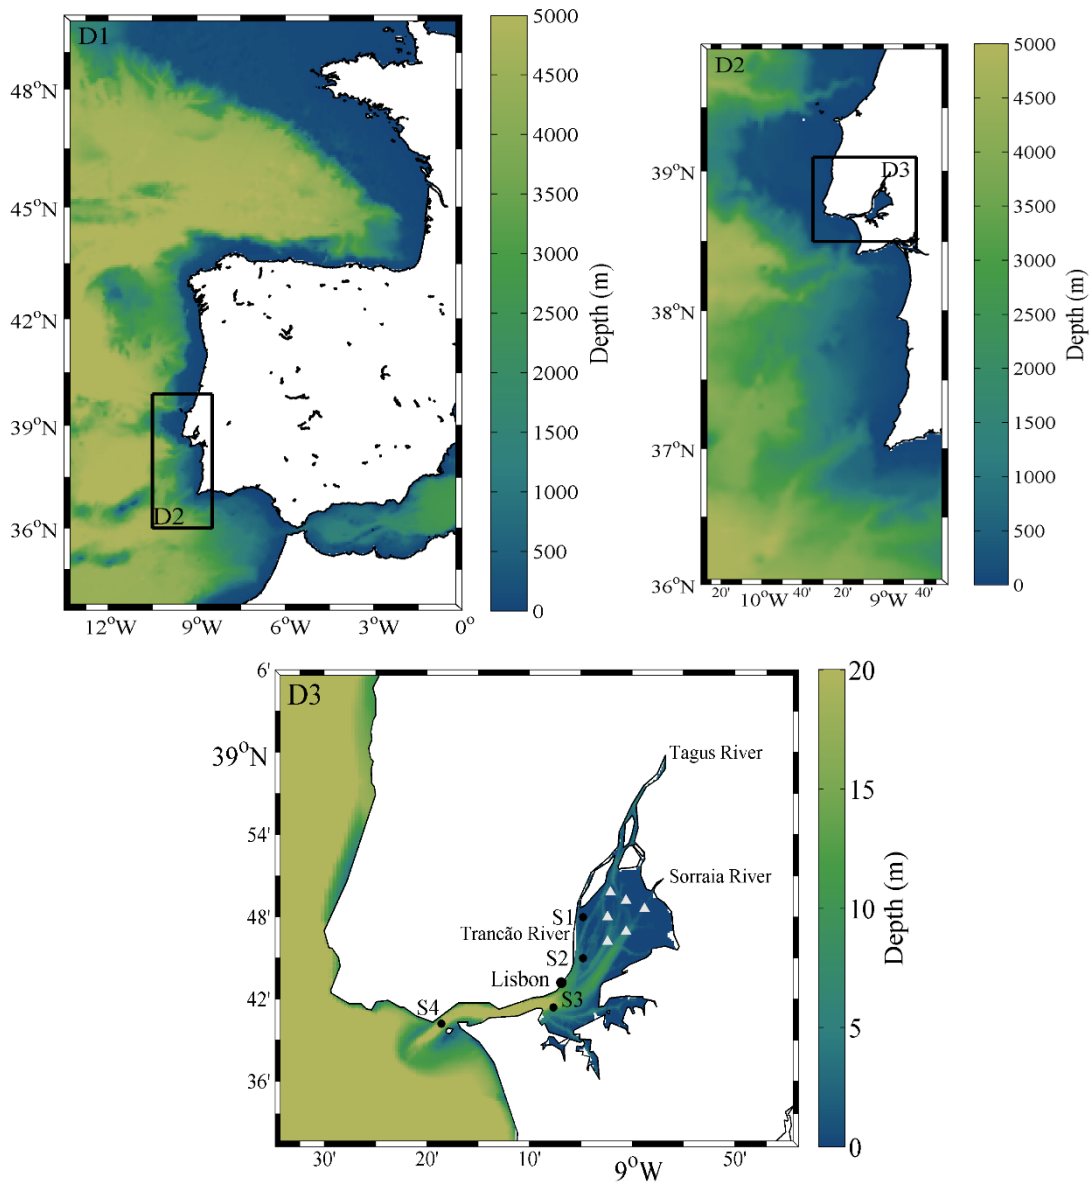 D1
48°N
45°N
42°N
39°N
36°N
12°W 9°W 6°W 3°W 0°
D2
5000
4500
4000
3500
3000
2500
2000
1500
1000
500
0
Depth (m)
D2
D3
39°N
38°N
37°N
36°N
20' 10°W 40' 20' 9°W 40'
5000
4500
4000
3500
3000
2500
2000
1500
1000
500
0
Depth (m)
D3
6'
39°N
54'
48'
42'
36'
30' 20' 10' 9°W 50'
Tagus River
Sorraia River
S1
Trancão River
S2
Lisbon
S3
S4
20
15
10
5
0
Depth (m)